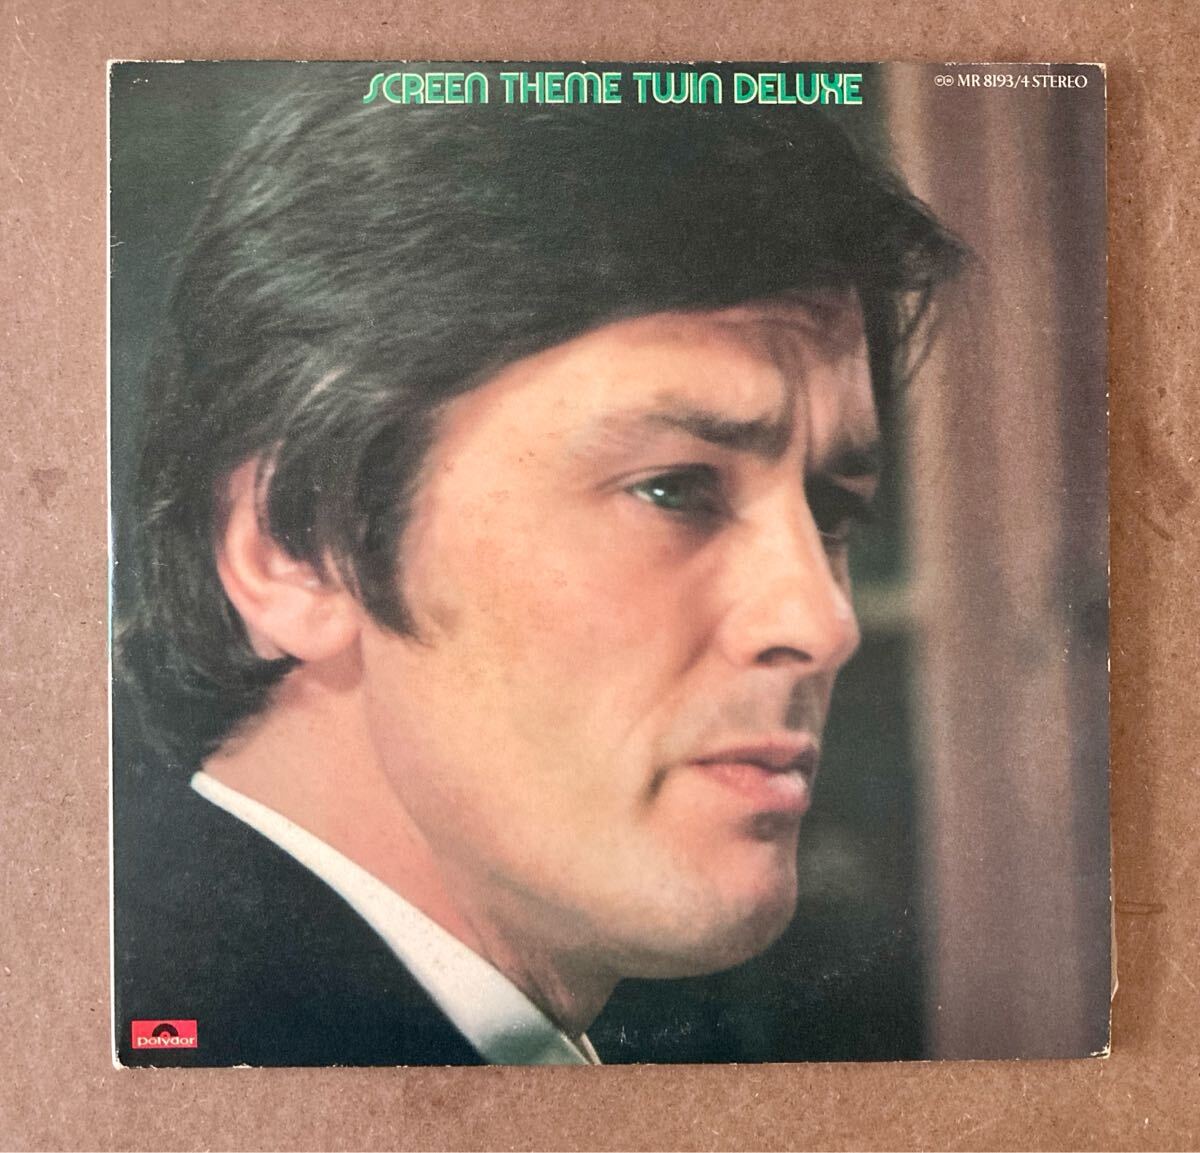 SCREEN THEME TWIN DELUXE
MR 8193/4 STEREO
polydor